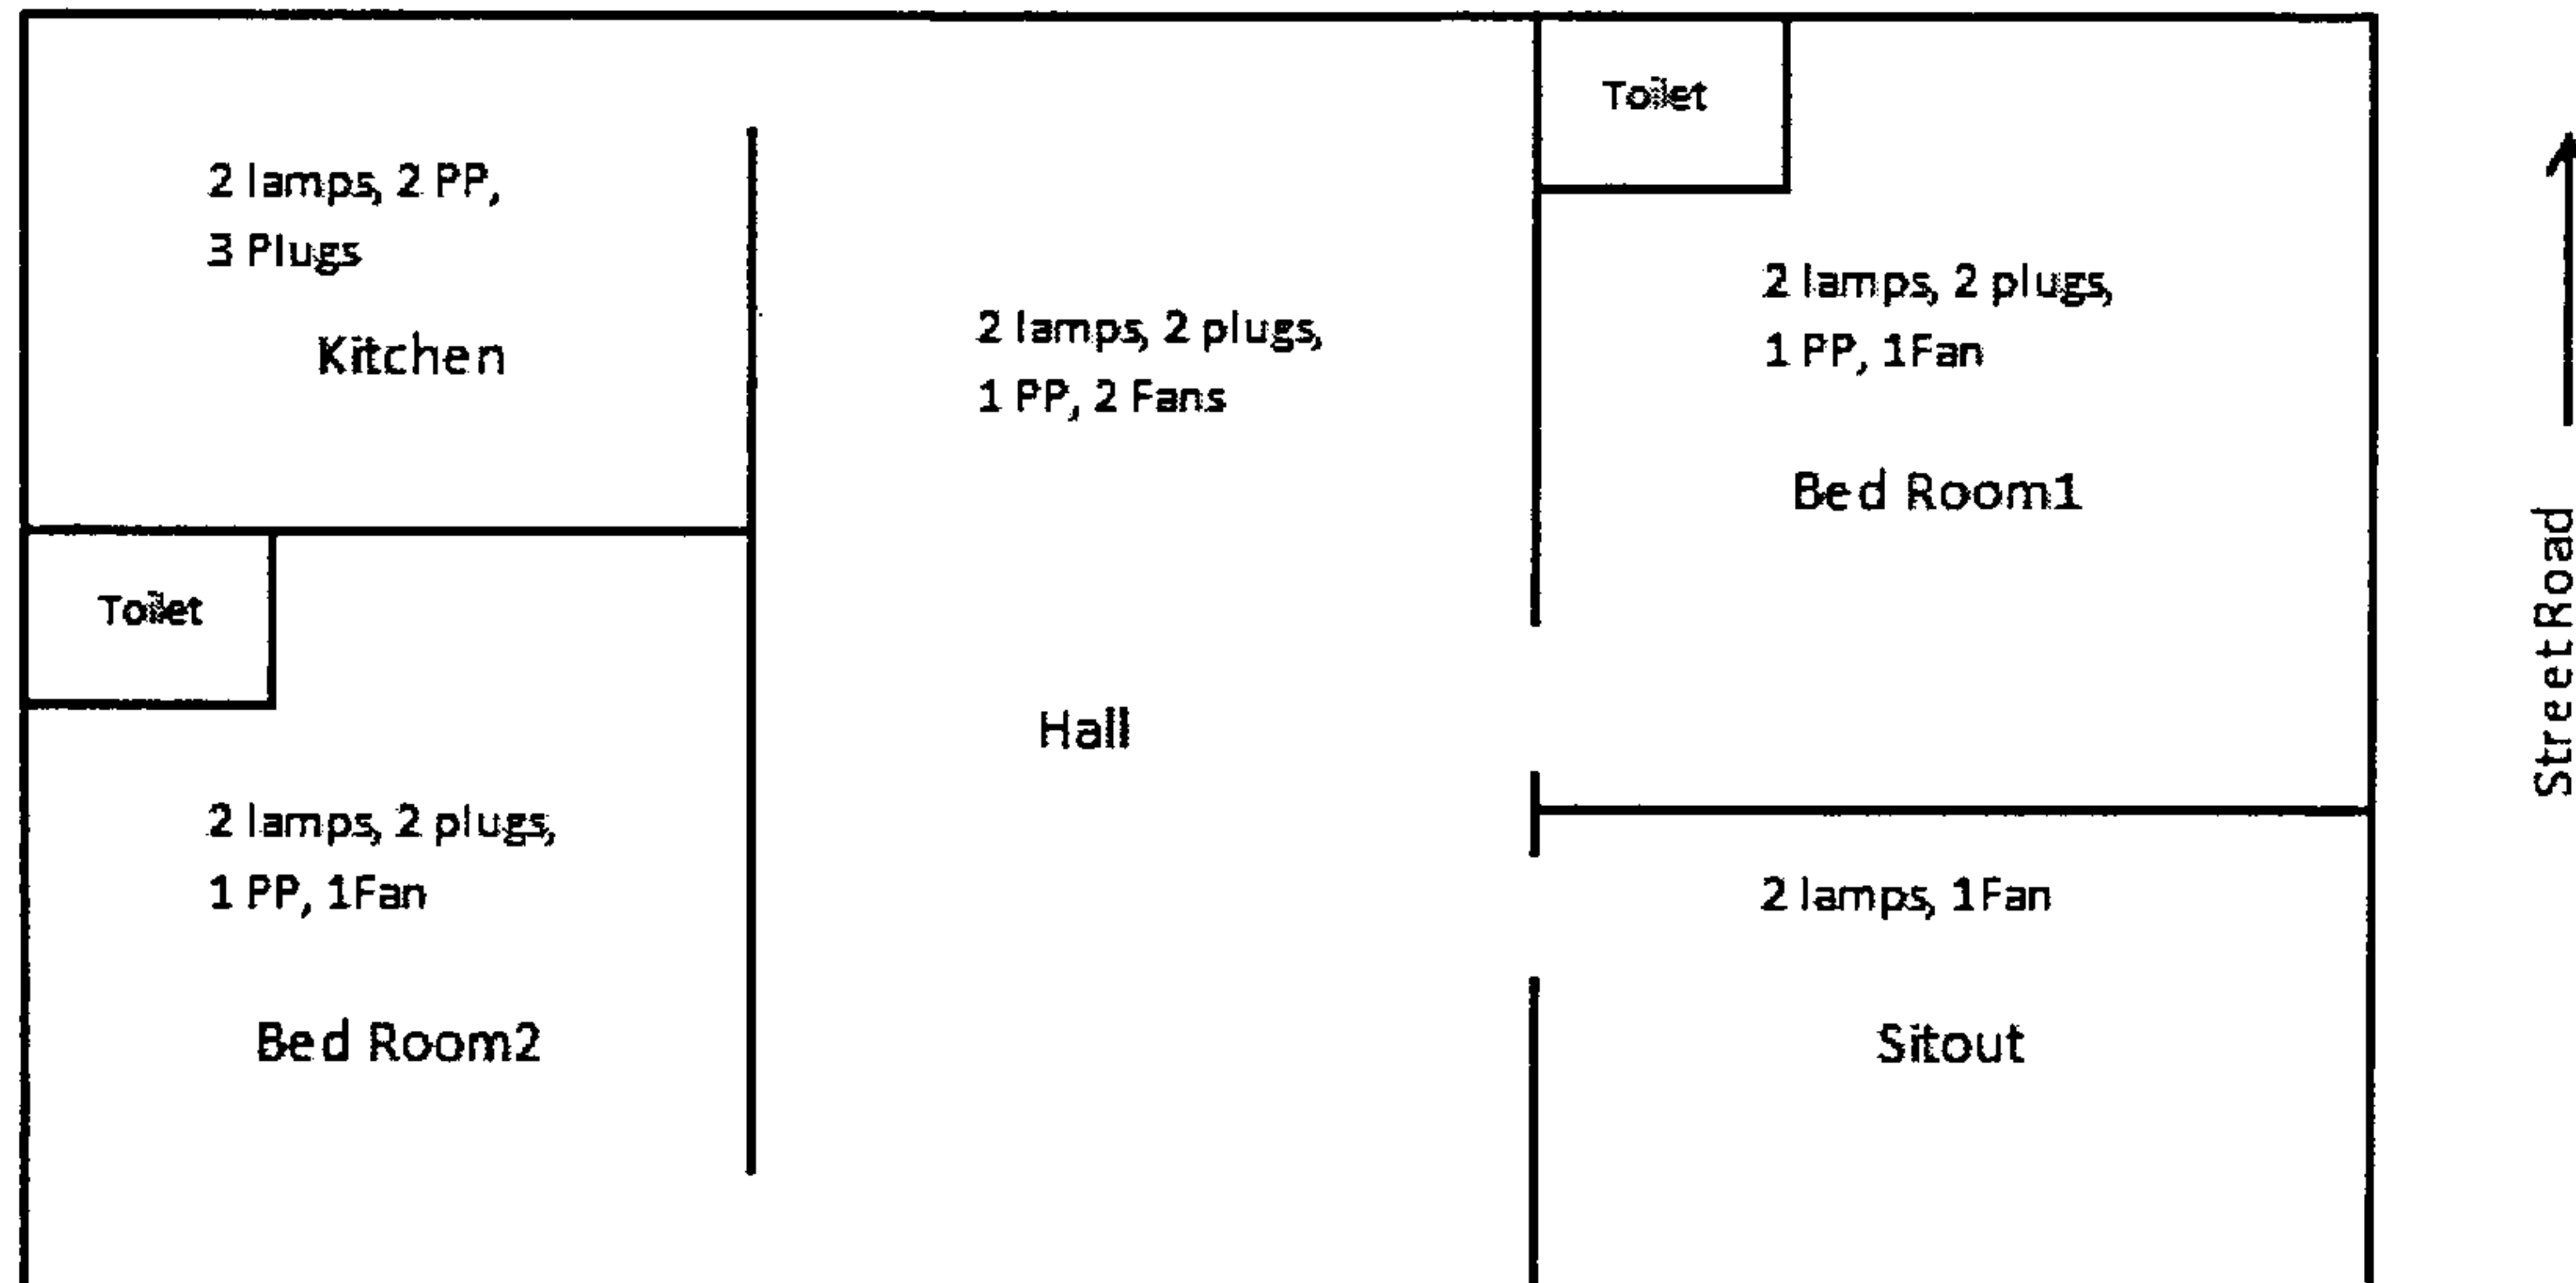 Toilet
2 lamps, 2 PP,
3 Plugs
Kitchen
2 lamps, 2 plugs,
1 PP, 2 Fans
2 lamps, 2 plugs,
1 PP, 1Fan
Bed Room1
Street Road
Toilet
Hall
2 lamps, 2 plugs,
1 PP, 1Fan
Bed Room2
2 lamps, 1Fan
Sitout